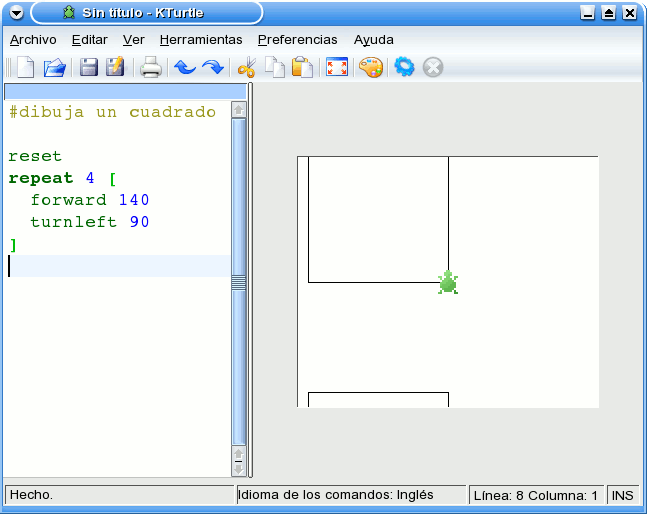 Sin título - KTurtle
Archivo Editar Ver Herramientas Preferencias Ayuda
#dibuja un cuadrado
reset
repeat 4 [
forward 140
turnleft 90
]
Hecho.
Idioma de los comandos: Inglés
Línea: 8 Columna: 1
INS